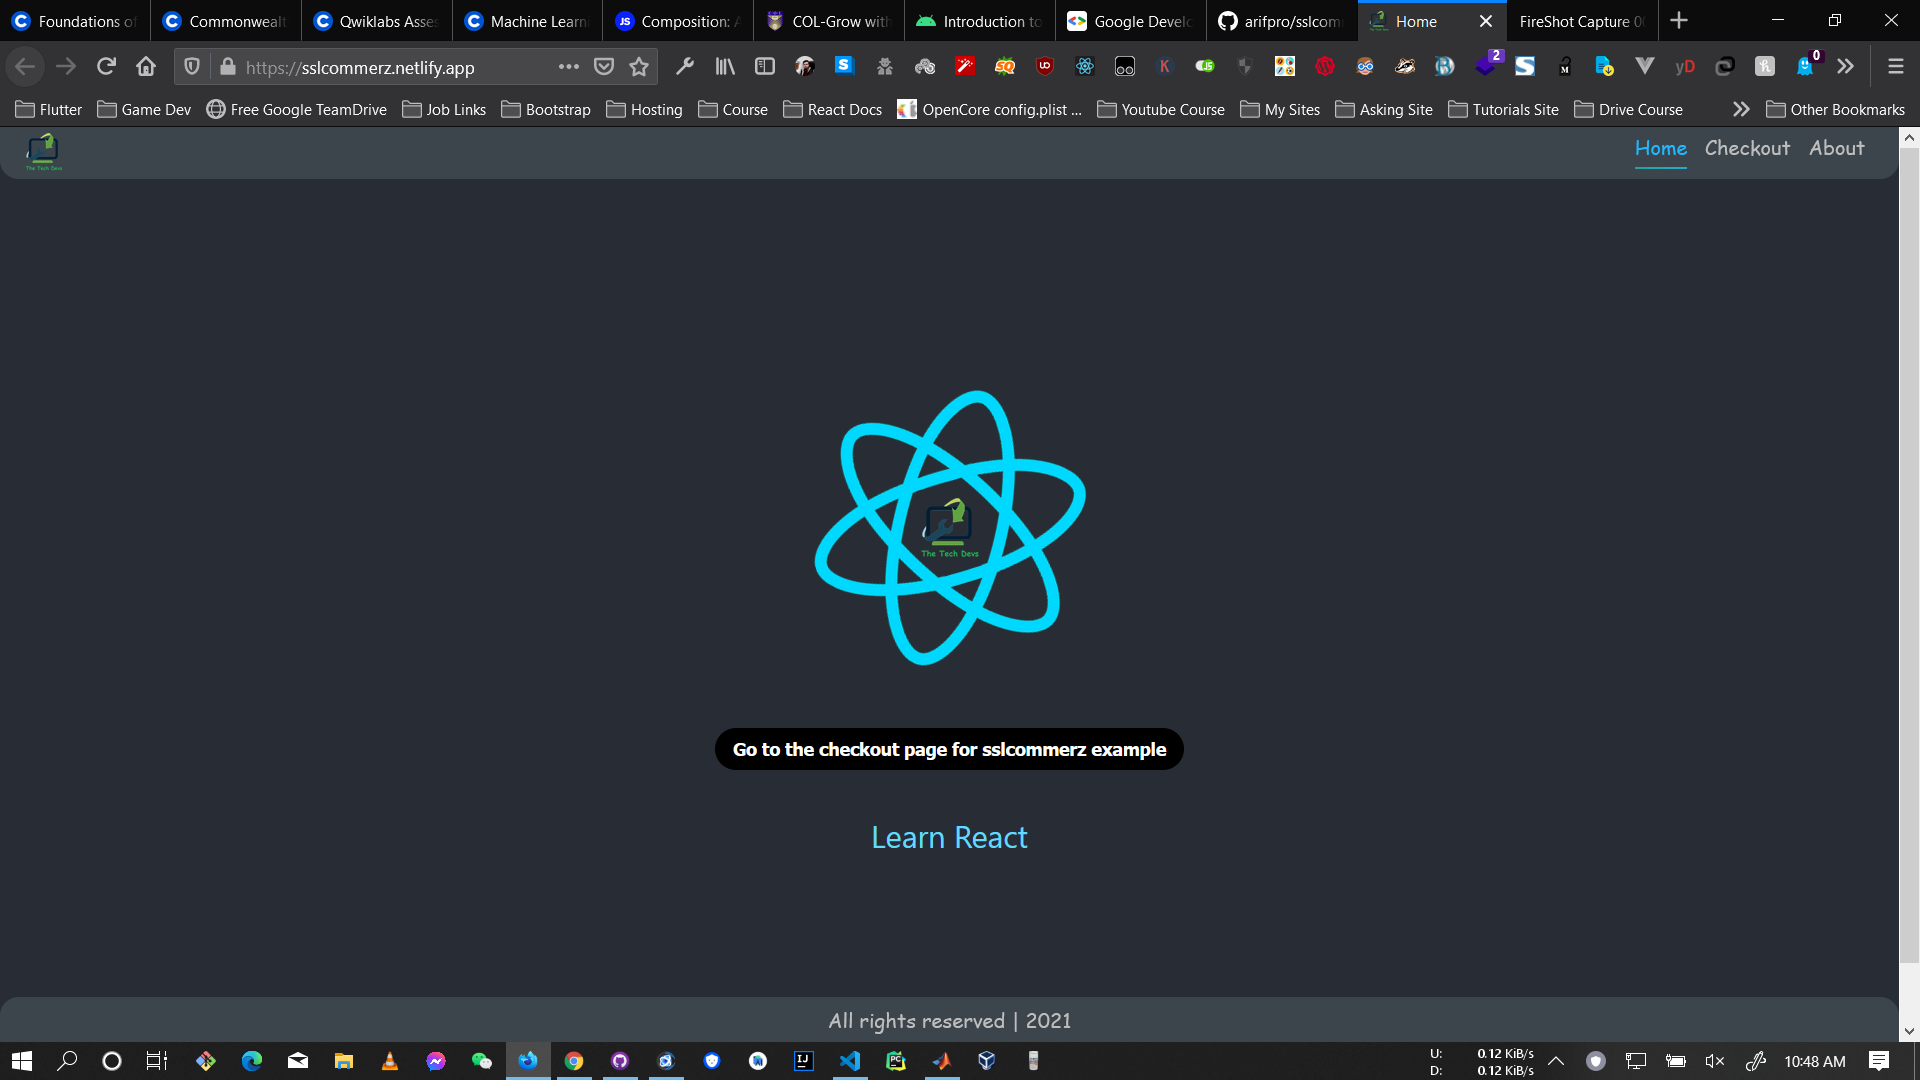 Foundations of
Commonwealt
Qwiklabs Asses
Machine Learni
Composition: A
COL-Grow with
Introduction to
Google Develo
arifpro/sslcom
Home
FireShot Capture 00
https://sslcommerz.netlify.app
2
0
Flutter
Game Dev
Free Google TeamDrive
Job Links
Bootstrap
Hosting
Course
React Docs
OpenCore config.plist ...
Youtube Course
My Sites
Asking Site
Tutorials Site
Drive Course
Other Bookmarks
The Tech Devs
Home
Checkout
About
The Tech Devs
Go to the checkout page for sslcommerz example
Learn React
All rights reserved | 2021
U: 0.12 KiB/s
D: 0.12 KiB/s
10:48 AM